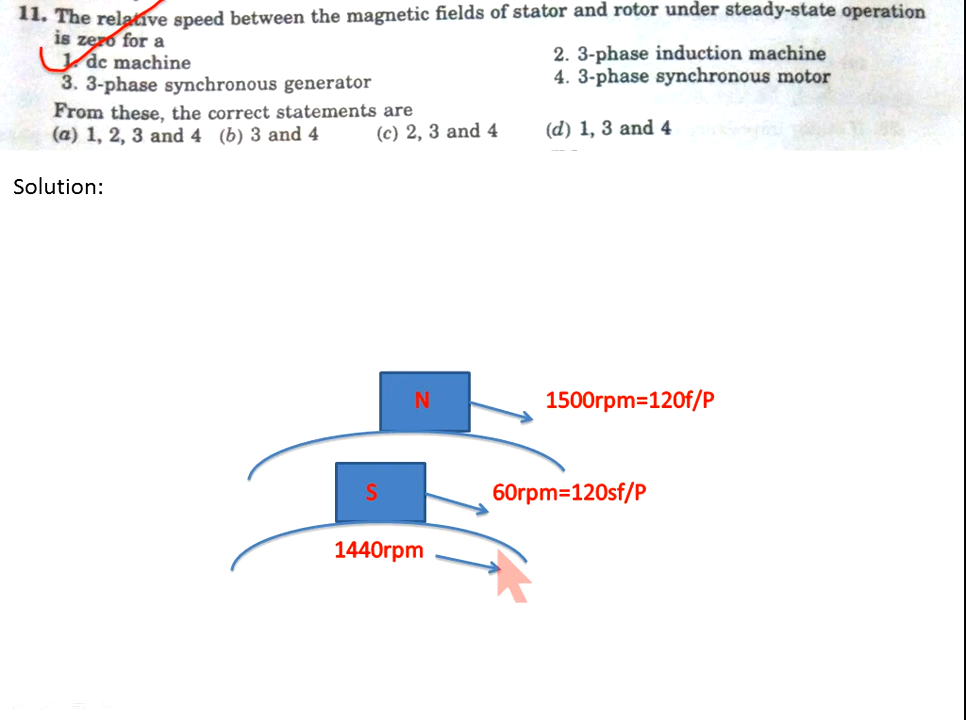 11. The relative speed between the magnetic fields of stator and rotor under steady-state operation
is zero for a
1. dc machine 2. 3-phase induction machine
3. 3-phase synchronous generator 4. 3-phase synchronous motor
From these, the correct statements are
(a) 1, 2, 3 and 4 (b) 3 and 4 (c) 2, 3 and 4 (d) 1, 3 and 4
Solution:
N 1500rpm=120f/P
S 60rpm=120sf/P
1440rpm